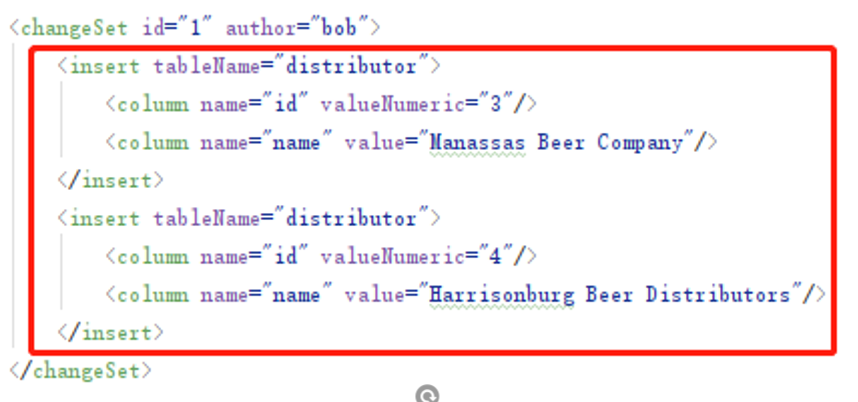 <changeSet id="1" author="bob">
<insert tableName="distributor">
<column name="id" valueNumeric="3"/>
<column name="name" value="Manassas Beer Company"/>
</insert>
<insert tableName="distributor">
<column name="id" valueNumeric="4"/>
<column name="name" value="Harrisonburg Beer Distributors"/>
</insert>
</changeSet>